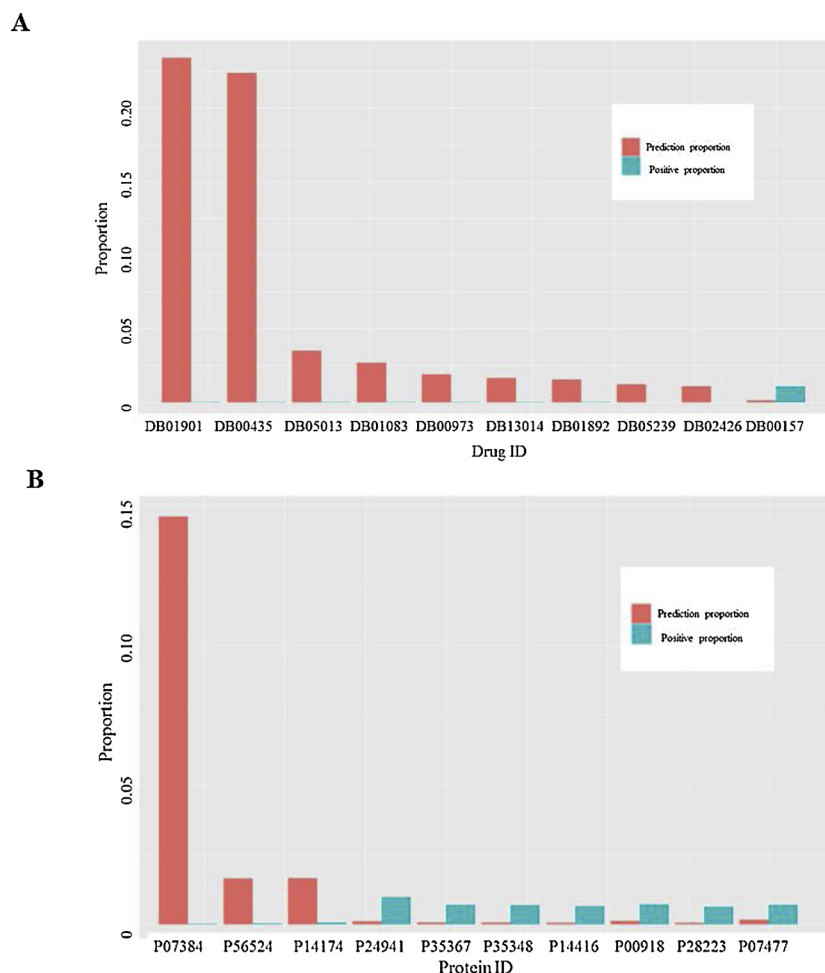 A
Proportion
0.20
0.15
0.10
0.05
0
Prediction proportion
Positive proportion
DB01901 DB00435 DB05013 DB01083 DB00973 DB13014 DB01892 DB05239 DB02426 DB00157
Drug ID
B
Proportion
0.15
0.10
0.05
0
Prediction proportion
Positive proportion
P07384 P56524 P14174 P24941 P35367 P35348 P14416 P00918 P28223 P07477
Protein ID